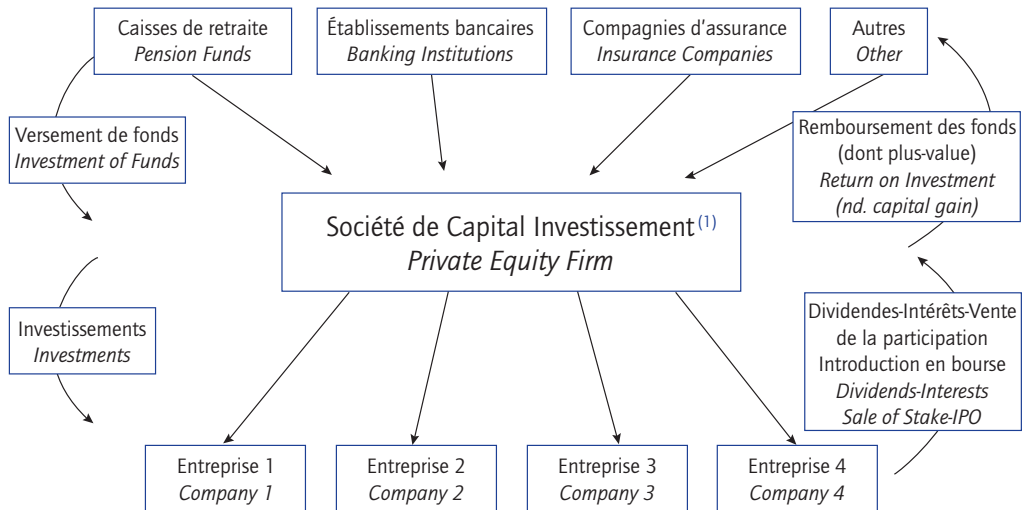 Caisses de retraite
Pension Funds
Établissements bancaires
Banking Institutions
Compagnies d'assurance
Insurance Companies
Autres
Other
Versement de fonds
Investment of Funds
Remboursement des fonds
(dont plus-value)
Return on Investment
(nd. capital gain)
Société de Capital Investissement (1)
Private Equity Firm
Investissements
Investments
Dividendes-Intérêts-Vente
de la participation
Introduction en bourse
Dividends-Interests
Sale of Stake-IPO
Entreprise 1
Company 1
Entreprise 2
Company 2
Entreprise 3
Company 3
Entreprise 4
Company 4